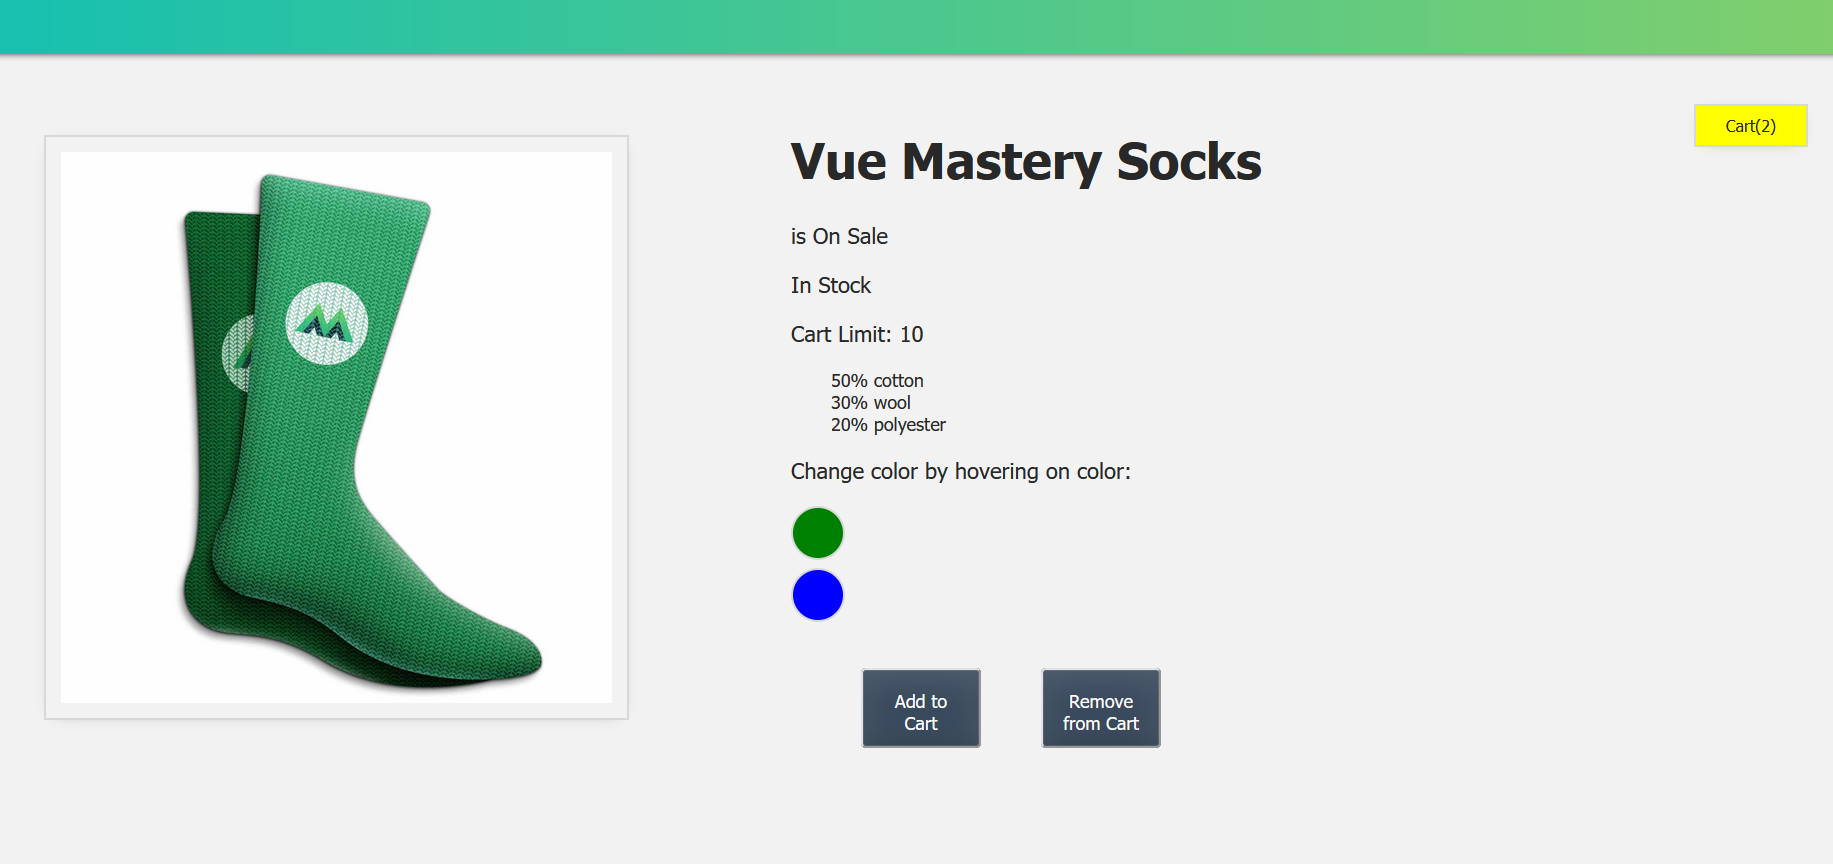 Cart(2)
Vue Mastery Socks
is On Sale
In Stock
Cart Limit: 10
50% cotton
30% wool
20% polyester
Change color by hovering on color:
Add to
Cart
Remove
from Cart